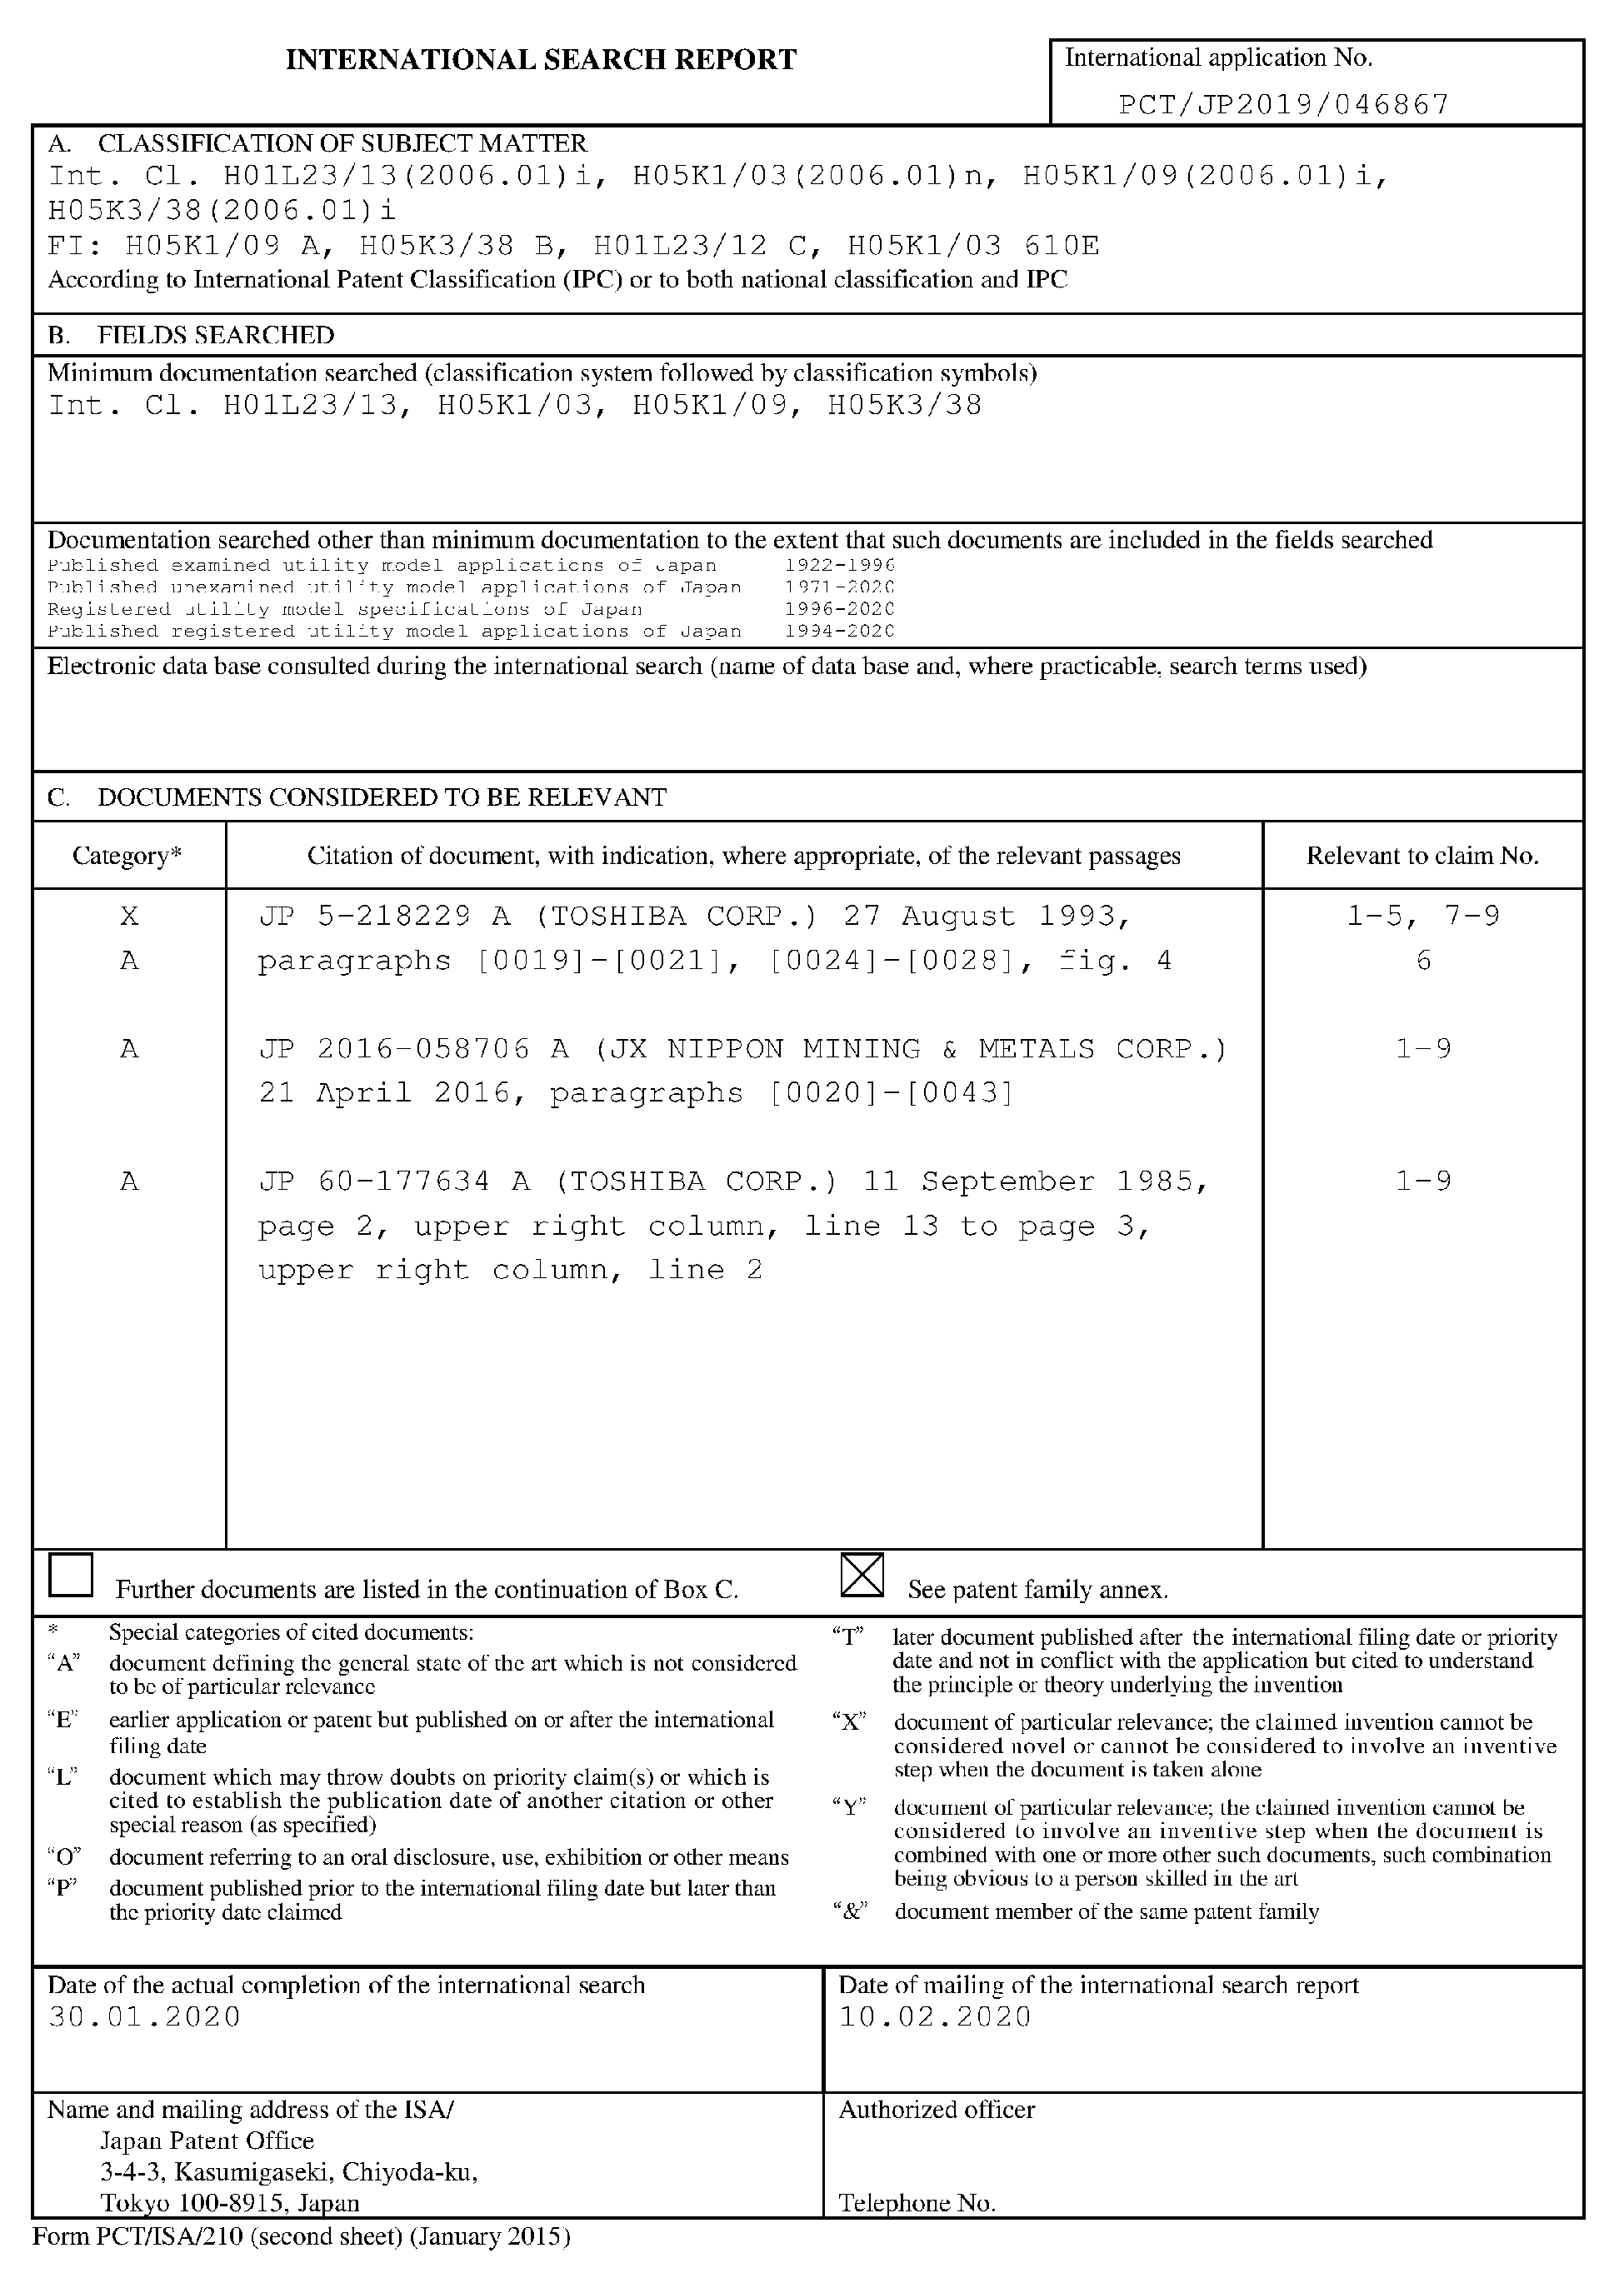 INTERNATIONAL SEARCH REPORT
International application No.
PCT/JP2019/046867
A. CLASSIFICATION OF SUBJECT MATTER
Int. Cl. H01L23/13(2006.01)i, H05K1/03(2006.01)n, H05K1/09(2006.01)i,
H05K3/38(2006.01)i
FI: H05K1/09 A, H05K3/38 B, H01L23/12 C, H05K1/03 610E
According to International Patent Classification (IPC) or to both national classification and IPC
B. FIELDS SEARCHED
Minimum documentation searched (classification system followed by classification symbols)
Int. Cl. H01L23/13, H05K1/03, H05K1/09, H05K3/38
Documentation searched other than minimum documentation to the extent that such documents are included in the fields searched
Published examined utility model applications of Japan 1922-1996
Published unexamined utility model applications of Japan 1971-2020
Registered utility model specifications of Japan 1996-2020
Published registered utility model applications of Japan 1994-2020
Electronic data base consulted during the international search (name of data base and, where practicable, search terms used)
C. DOCUMENTS CONSIDERED TO BE RELEVANT
Category* Citation of document, with indication, where appropriate, of the relevant passages Relevant to claim No.
X JP 5-218229 A (TOSHIBA CORP.) 27 August 1993, 1-5, 7-9
A paragraphs [0019]-[0021], [0024]-[0028], fig. 4 6
A JP 2016-058706 A (JX NIPPON MINING & METALS CORP.) 1-9
21 April 2016, paragraphs [0020]-[0043]
A JP 60-177634 A (TOSHIBA CORP.) 11 September 1985, 1-9
page 2, upper right column, line 13 to page 3,
upper right column, line 2
Further documents are listed in the continuation of Box C.
See patent family annex.
* Special categories of cited documents:
“A” document defining the general state of the art which is not considered
to be of particular relevance
“E” earlier application or patent but published on or after the international
filing date
“L” document which may throw doubts on priority claim(s) or which is
cited to establish the publication date of another citation or other
special reason (as specified)
“O” document referring to an oral disclosure, use, exhibition or other means
“P” document published prior to the international filing date but later than
the priority date claimed
“T” later document published after the international filing date or priority
date and not in conflict with the application but cited to understand
the principle or theory underlying the invention
“X” document of particular relevance; the claimed invention cannot be
considered novel or cannot be considered to involve an inventive
step when the document is taken alone
“Y” document of particular relevance; the claimed invention cannot be
considered to involve an inventive step when the document is
combined with one or more other such documents, such combination
being obvious to a person skilled in the art
“&” document member of the same patent family
Date of the actual completion of the international search
30.01.2020
Date of mailing of the international search report
10.02.2020
Name and mailing address of the ISA/
Japan Patent Office
3-4-3, Kasumigaseki, Chiyoda-ku,
Tokyo 100-8915, Japan
Authorized officer
Telephone No.
Form PCT/ISA/210 (second sheet) (January 2015)